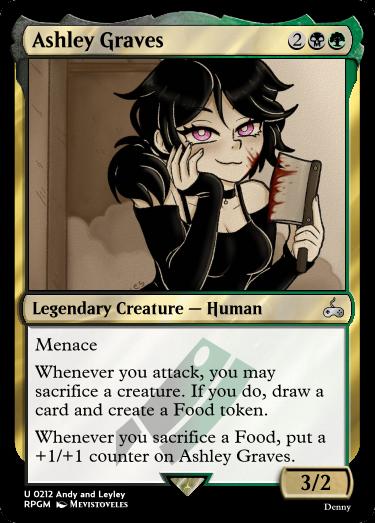 Ashley Graves 2
Legendary Creature — Human
Menace
Whenever you attack, you may
sacrifice a creature. If you do, draw a
card and create a Food token.
Whenever you sacrifice a Food, put a
+1/+1 counter on Ashley Graves.
3/2
U 0212 Andy and Leyley
RPGM Mevistoveles
Denny